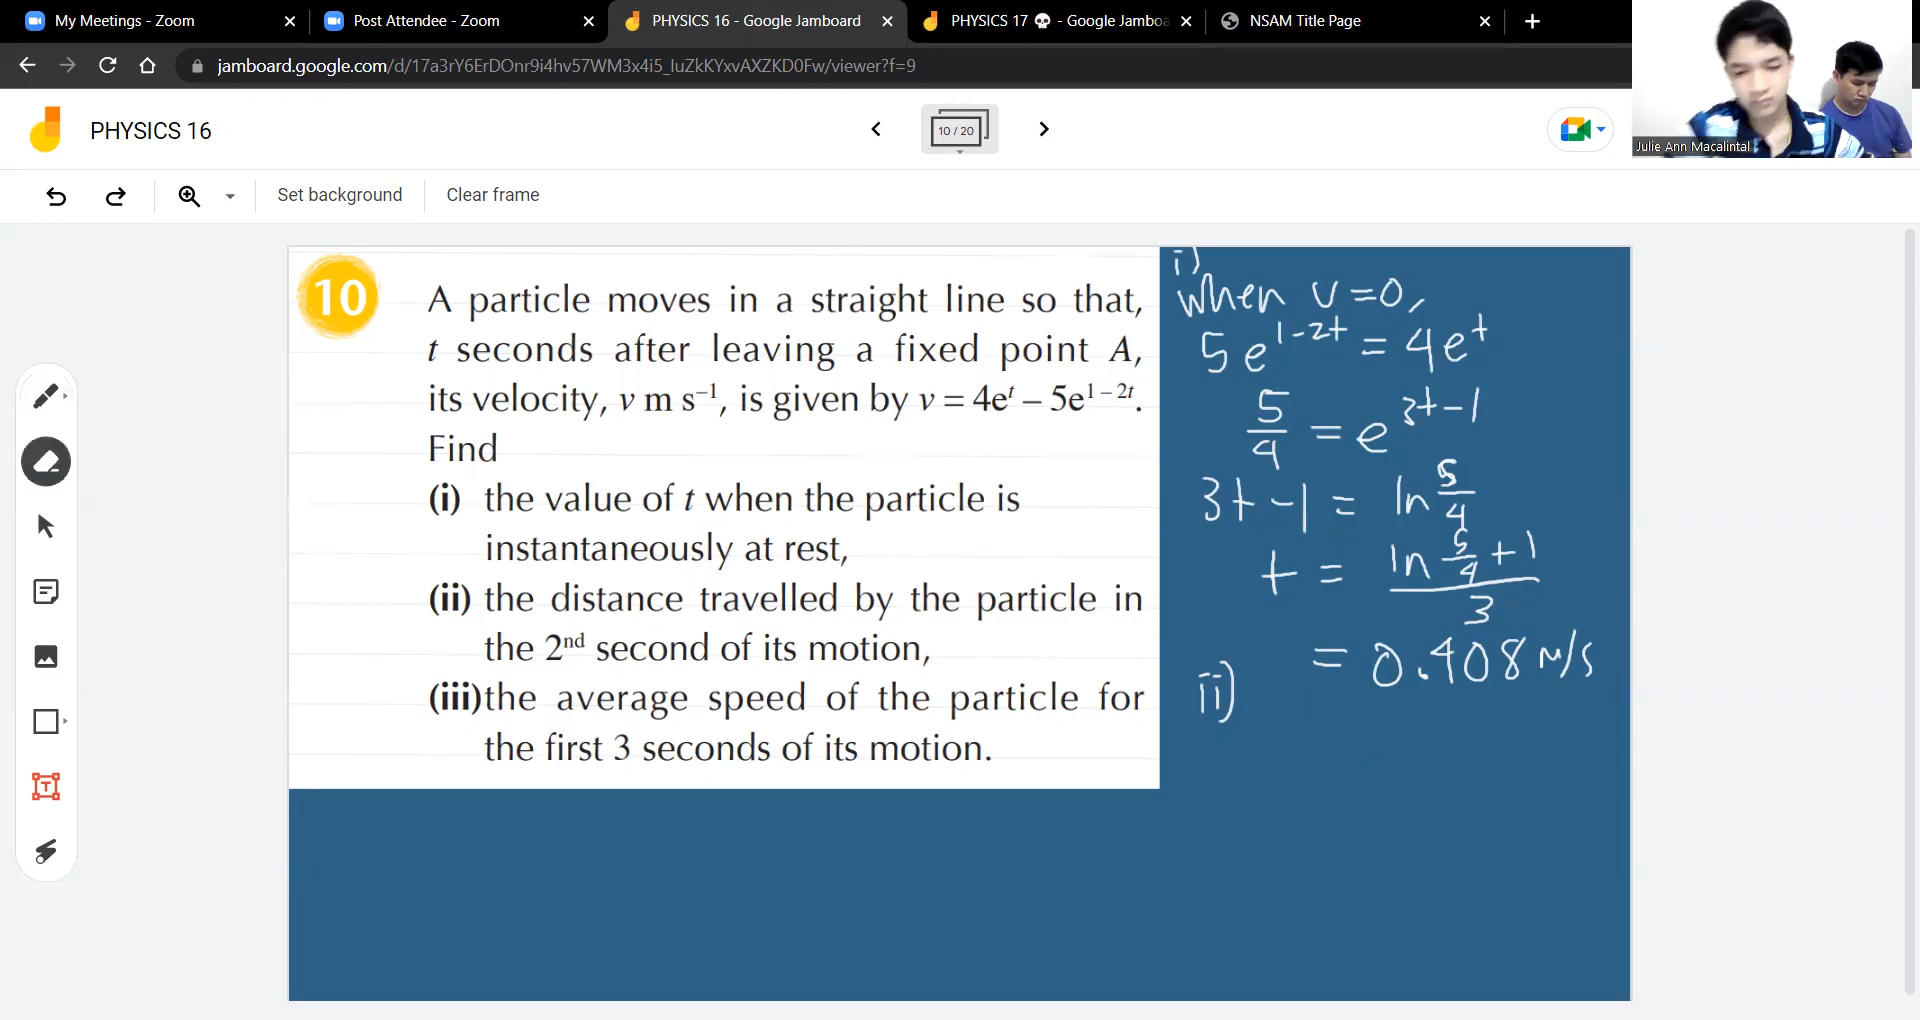 My Meetings - Zoom
Post Attendee - Zoom
PHYSICS 16 - Google Jamboard
PHYSICS 17 💀 - Google Jamboa
NSAM Title Page
jamboard.google.com/d/17a3rY6ErDOnr9i4hv57WM3x4i5_luZkKYxvAXZKD0Fw/viewer?f=9
PHYSICS 16
10 / 20
Julie Ann Macalintal
Set background
Clear frame
10
A particle moves in a straight line so that,
t seconds after leaving a fixed point A,
its velocity, v m s⁻¹, is given by v = 4eᵗ – 5e¹ ⁻ ²ᵗ.
Find
(i) the value of t when the particle is
instantaneously at rest,
(ii) the distance travelled by the particle in
the 2ⁿᵈ second of its motion,
(iii) the average speed of the particle for
the first 3 seconds of its motion.
i)
when v=0,
5e^(1-2t) = 4e^t
5/4 = e^(3t-1)
3t-1 = ln 5/4
t = (ln 5/4 + 1)/3
= 0.408 m/s
ii)